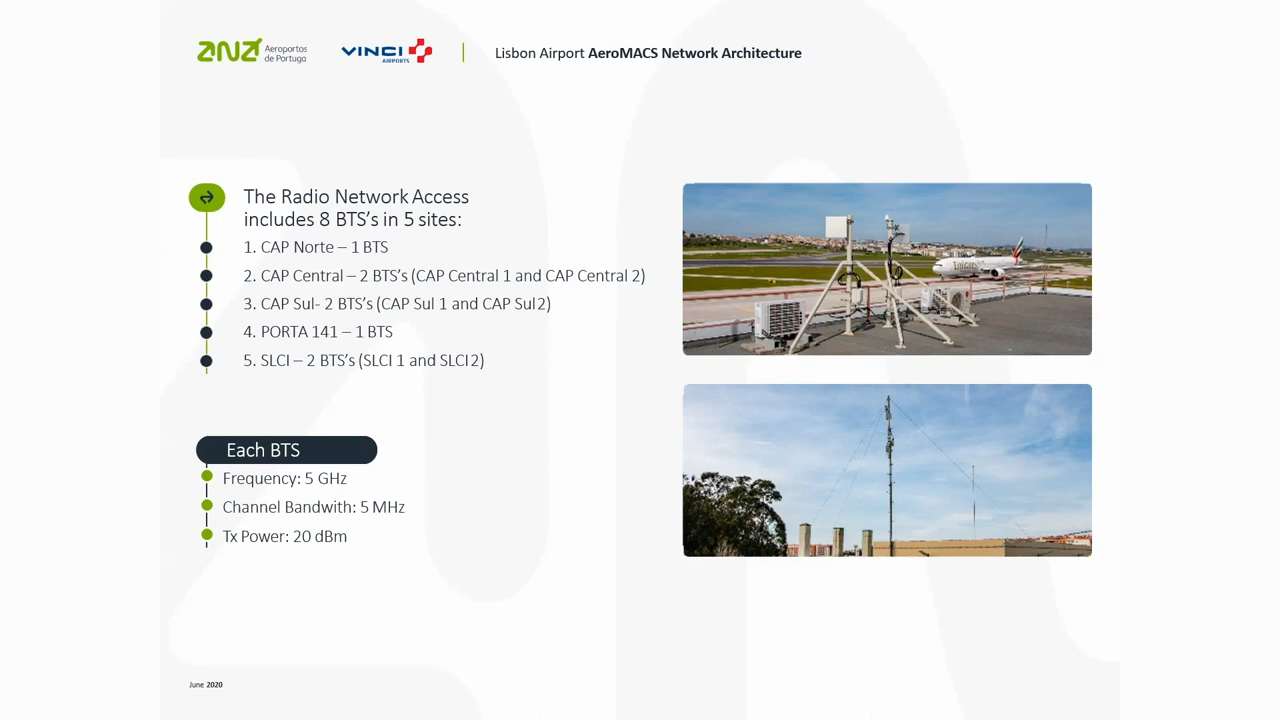 ANA Aeroportos
de Portugal
VINCI
AIRPORTS
Lisbon Airport AeroMACS Network Architecture
The Radio Network Access
includes 8 BTS’s in 5 sites:
1. CAP Norte – 1 BTS
2. CAP Central – 2 BTS’s (CAP Central 1 and CAP Central 2)
3. CAP Sul- 2 BTS’s (CAP Sul 1 and CAP Sul 2)
4. PORTA 141 – 1 BTS
5. SLCI – 2 BTS’s (SLCI 1 and SLCI 2)
Each BTS
Frequency: 5 GHz
Channel Bandwith: 5 MHz
Tx Power: 20 dBm
Emirates
June 2020